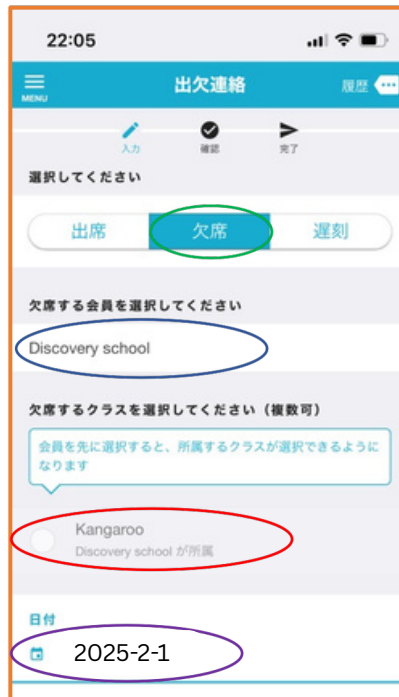 22:05
MENU
出欠連絡
履歴
入力
確認
完了
選択してください
出席
欠席
遅刻
欠席する会員を選択してください
Discovery school
欠席するクラスを選択してください（複数可）
会員を先に選択すると、所属するクラスが選択できるように
なります
Kangaroo
Discovery school が所属
日付
2025-2-1